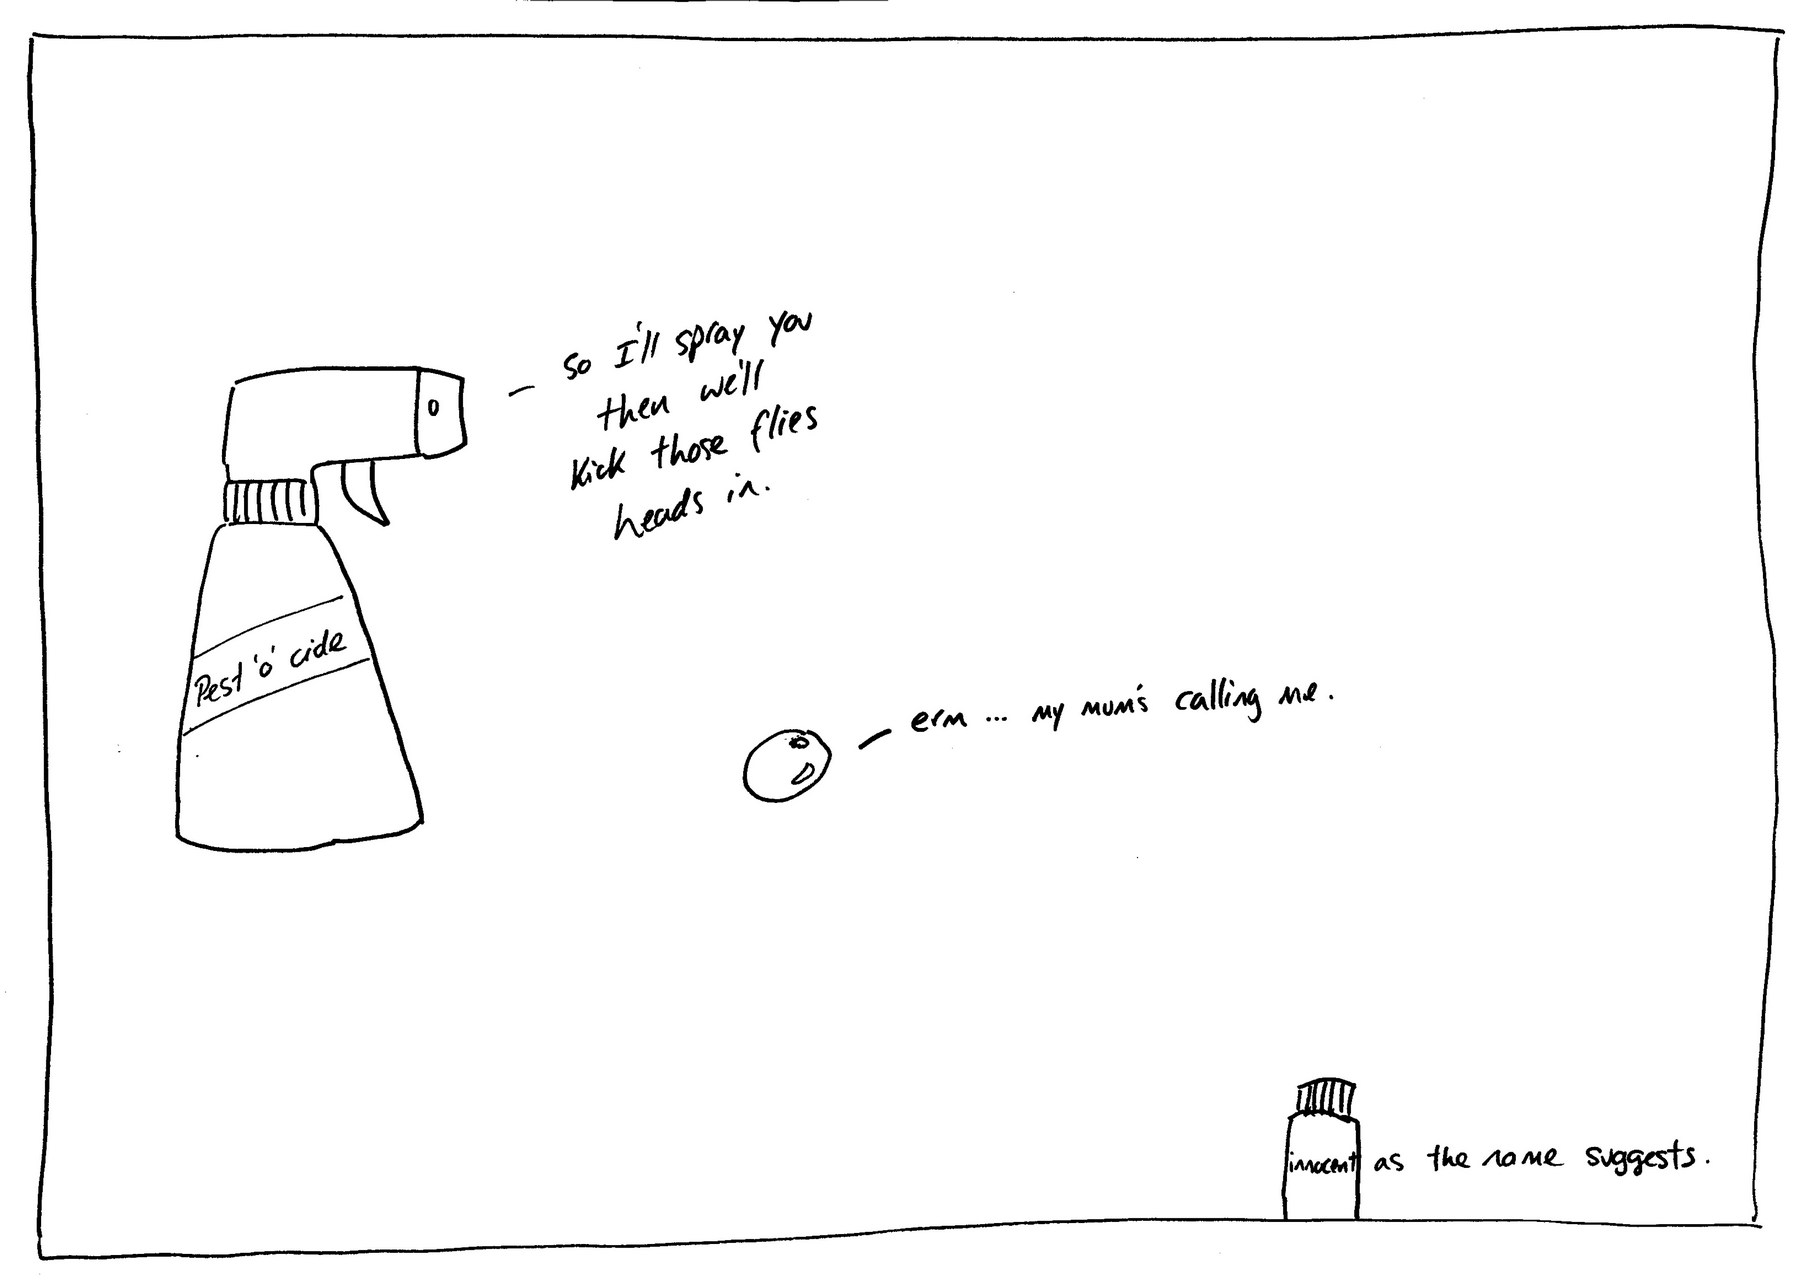 so I'll spray you
then we'll
kick those flies
heads in.
Pest 'o' cide
erm ... my mum's calling me.
innocent as the name suggests.